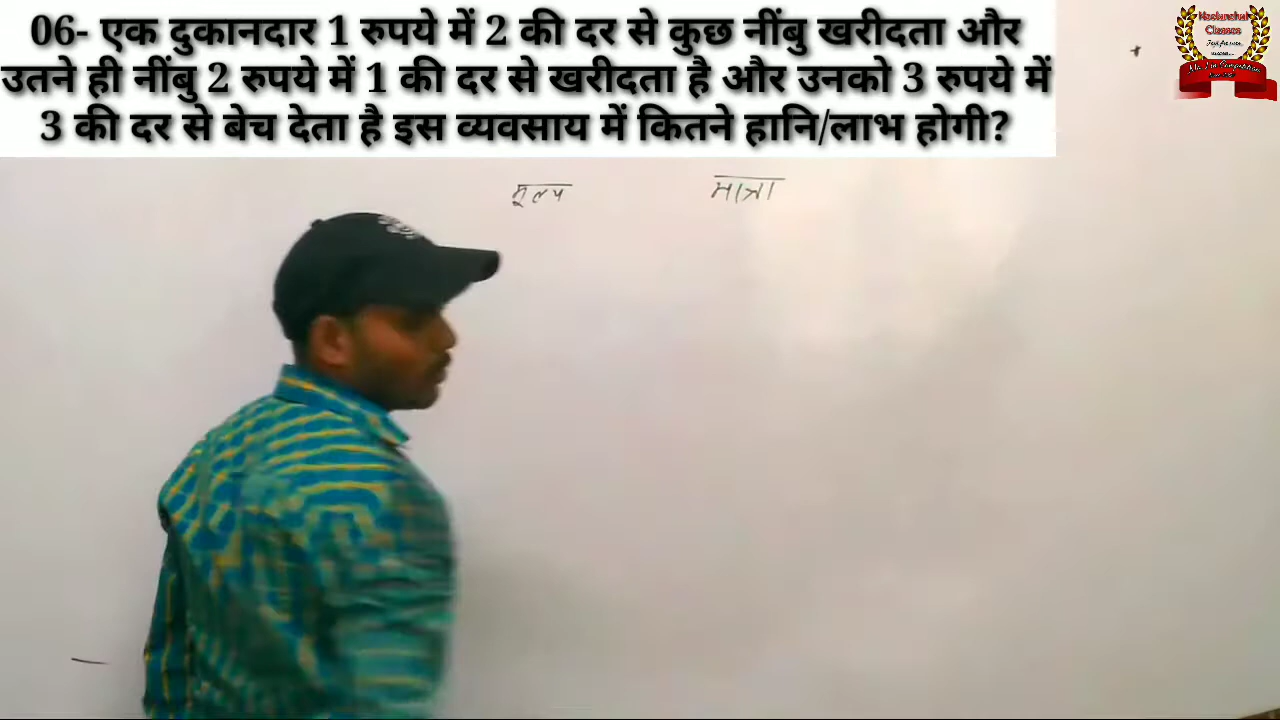 06- एक दुकानदार 1 रुपये में 2 की दर से कुछ नींबु खरीदता और
उतने ही नींबु 2 रुपये में 1 की दर से खरीदता है और उनको 3 रुपये में
3 की दर से बेच देता है इस व्यवसाय में कितने हानि/लाभ होगी?
मूल्य मात्रा
Classes